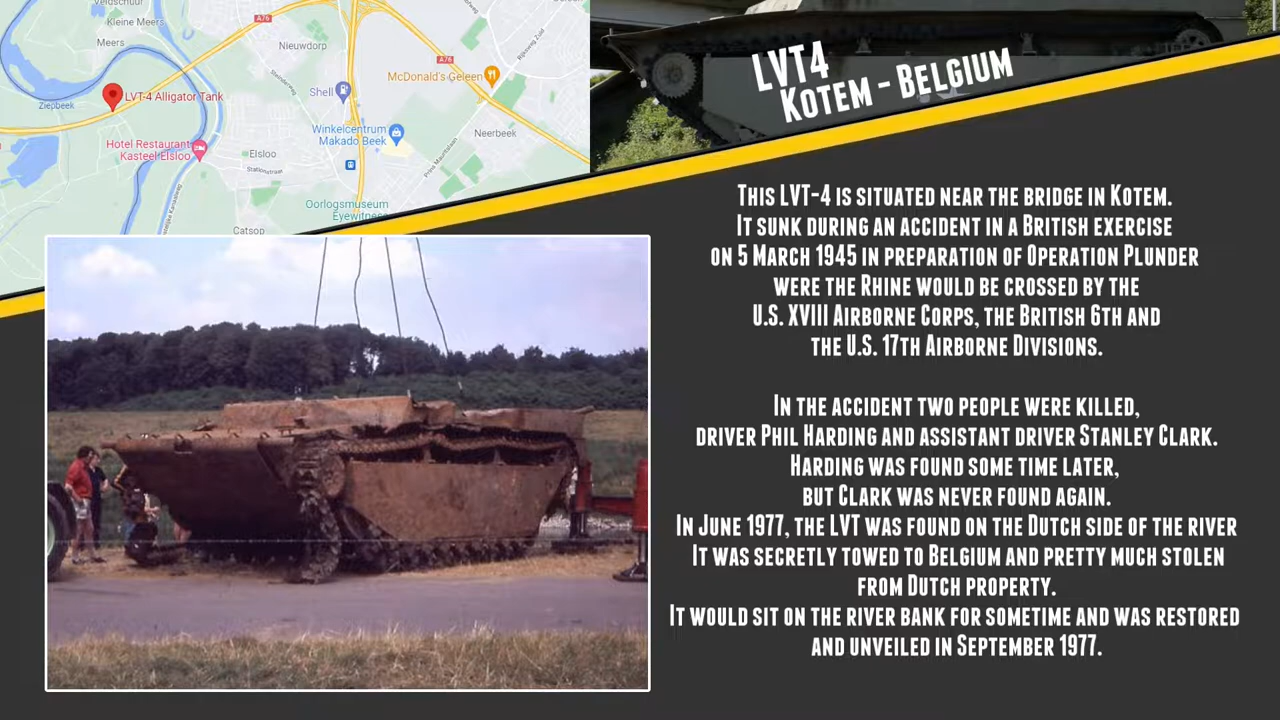 Veldschuur
Kleine Meers
Meers
A76
Nieuwdorp
A76
McDonald's Geleen
LVT-4 Alligator Tank
Ziepbeek
Shell
Winkelcentrum
Makado Beek
Neerbeek
Hotel Restaurant
Kasteel Elsloo
Elsloo
Stationstraat
Prins Mauritslaan
Oorlogsmuseum
Eyewitness
Catsop
LVT4
KOTEM - BELGIUM
THIS LVT-4 IS SITUATED NEAR THE BRIDGE IN KOTEM.
IT SUNK DURING AN ACCIDENT IN A BRITISH EXERCISE
ON 5 MARCH 1945 IN PREPARATION OF OPERATION PLUNDER
WERE THE RHINE WOULD BE CROSSED BY THE
U.S. XVIII AIRBORNE CORPS, THE BRITISH 6TH AND
THE U.S. 17TH AIRBORNE DIVISIONS.
IN THE ACCIDENT TWO PEOPLE WERE KILLED,
DRIVER PHIL HARDING AND ASSISTANT DRIVER STANLEY CLARK.
HARDING WAS FOUND SOME TIME LATER,
BUT CLARK WAS NEVER FOUND AGAIN.
IN JUNE 1977, THE LVT WAS FOUND ON THE DUTCH SIDE OF THE RIVER
IT WAS SECRETLY TOWED TO BELGIUM AND PRETTY MUCH STOLEN
FROM DUTCH PROPERTY.
IT WOULD SIT ON THE RIVER BANK FOR SOMETIME AND WAS RESTORED
AND UNVEILED IN SEPTEMBER 1977.